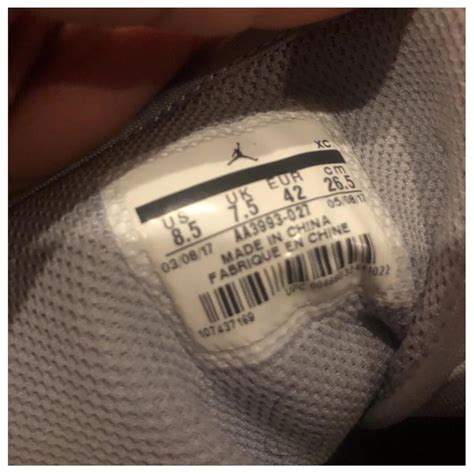 XC
US UK EUR cm
8.5 7.5 42 26.5
03/08/17 AA3993-027 05/08/17
MADE IN CHINA
FABRIQUE EN CHINE
UPC
107437169